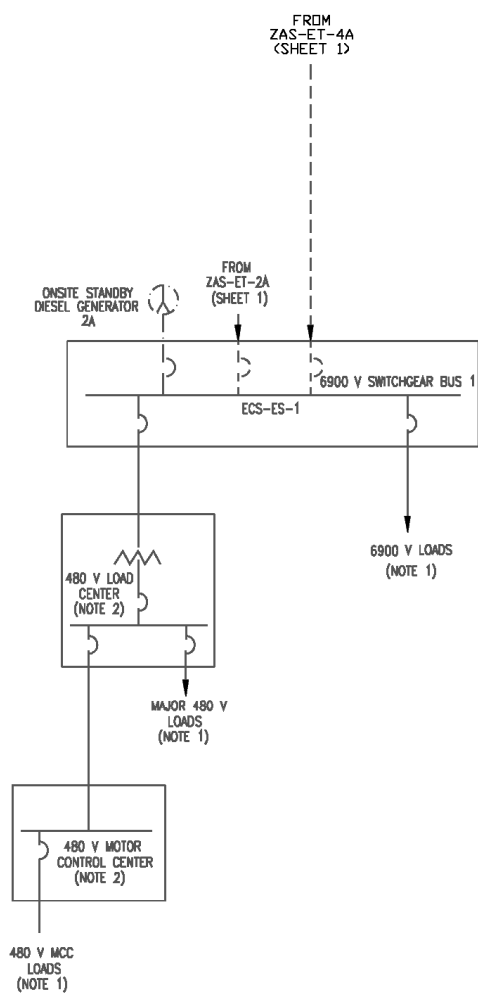 FROM
ZAS-ET-4A
(SHEET 1)
FROM
ZAS-ET-2A
(SHEET 1)
ONSITE STANDBY
DIESEL GENERATOR
2A
6900 V SWITCHGEAR BUS 1
ECS-ES-1
6900 V LOADS
(NOTE 1)
480 V LOAD
CENTER
(NOTE 2)
MAJOR 480 V
LOADS
(NOTE 1)
480 V MOTOR
CONTROL CENTER
(NOTE 2)
480 V MCC
LOADS
(NOTE 1)